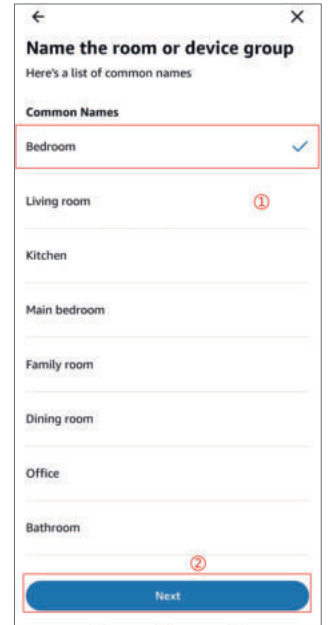 Name the room or device group
Here's a list of common names
Common Names
Bedroom
Living room
①
Kitchen
Main bedroom
Family room
Dining room
Office
Bathroom
②
Next